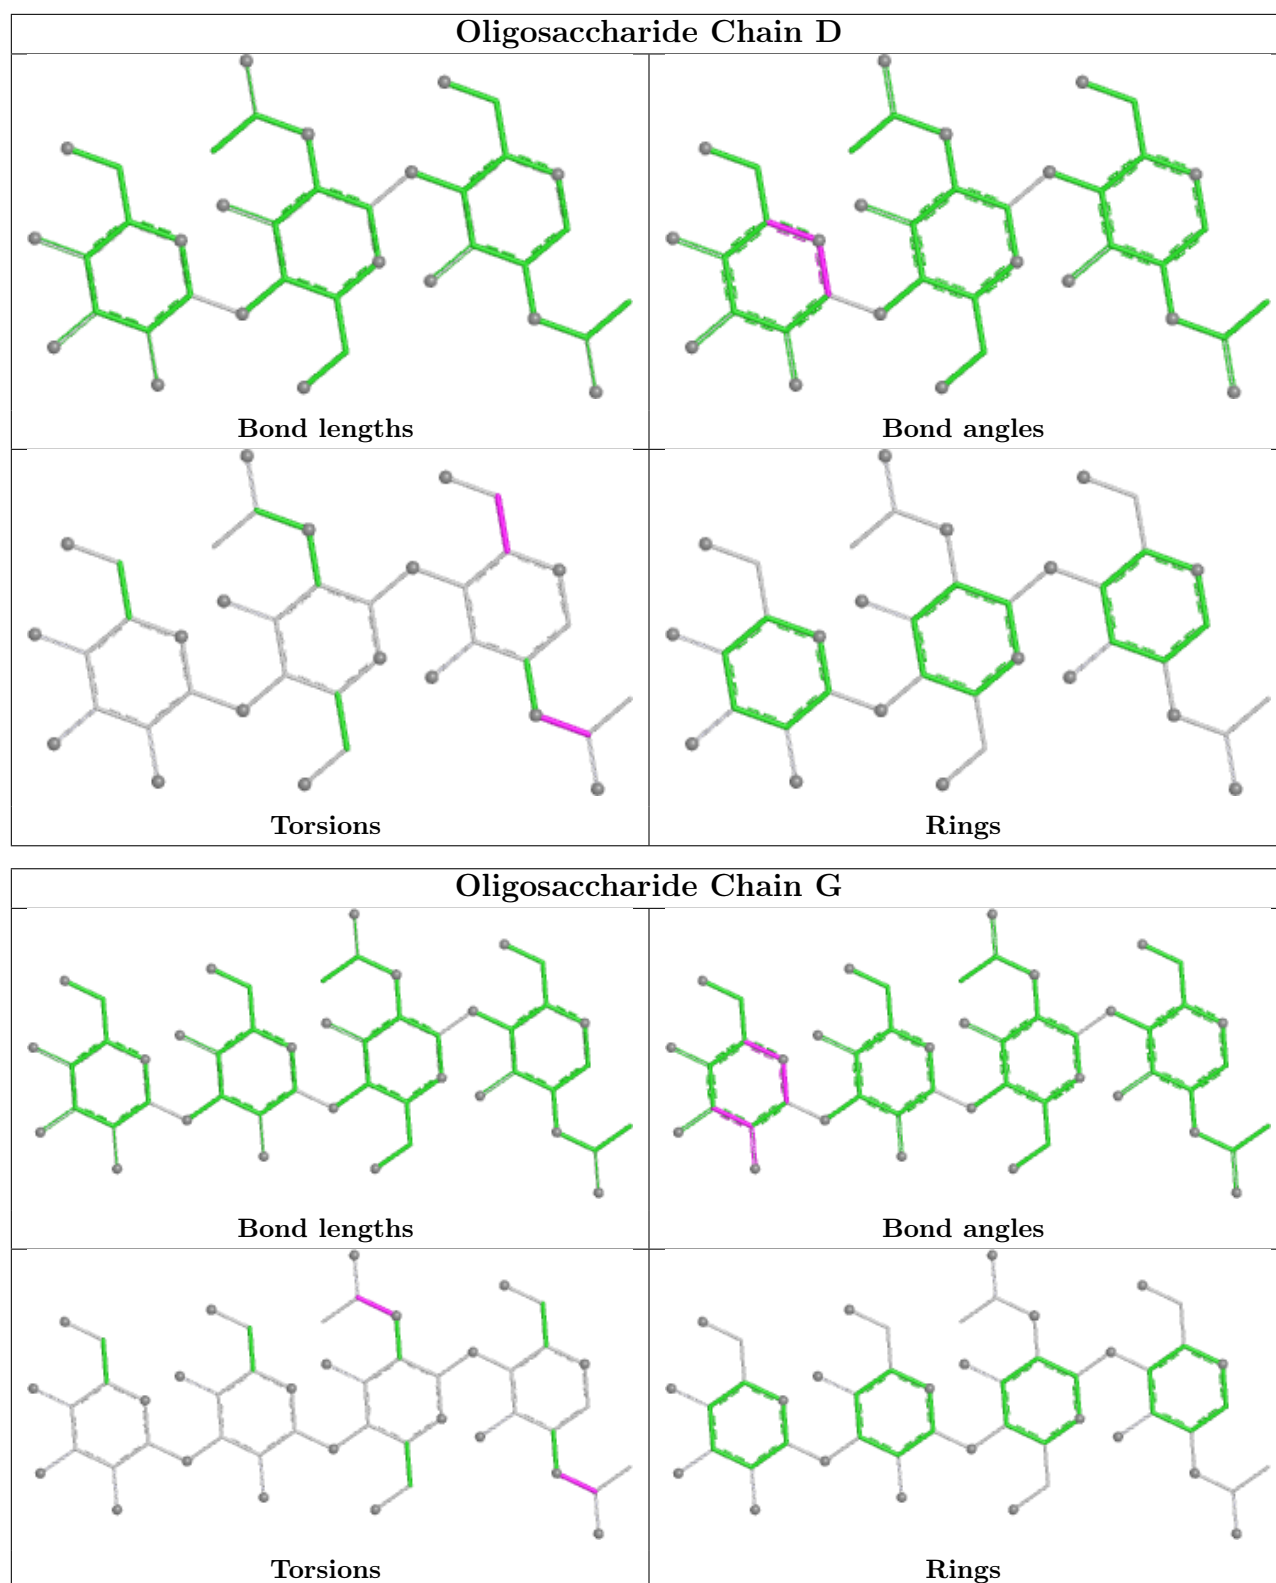 Oligosaccharide Chain D
Bond lengths
Bond angles
Torsions
Rings
Oligosaccharide Chain G
Bond lengths
Bond angles
Torsions
Rings